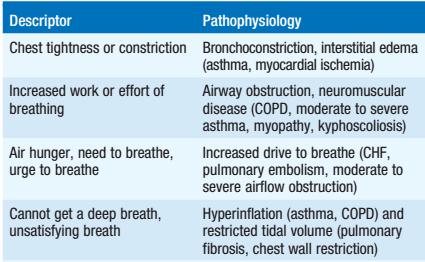 Descriptor Pathophysiology
Chest tightness or constriction Bronchoconstriction, interstitial edema
(asthma, myocardial ischemia)
Increased work or effort of Airway obstruction, neuromuscular
breathing disease (COPD, moderate to severe
asthma, myopathy, kyphoscoliosis)
Air hunger, need to breathe, Increased drive to breathe (CHF,
urge to breathe pulmonary embolism, moderate to
severe airflow obstruction)
Cannot get a deep breath, Hyperinflation (asthma, COPD) and
unsatisfying breath restricted tidal volume (pulmonary
fibrosis, chest wall restriction)